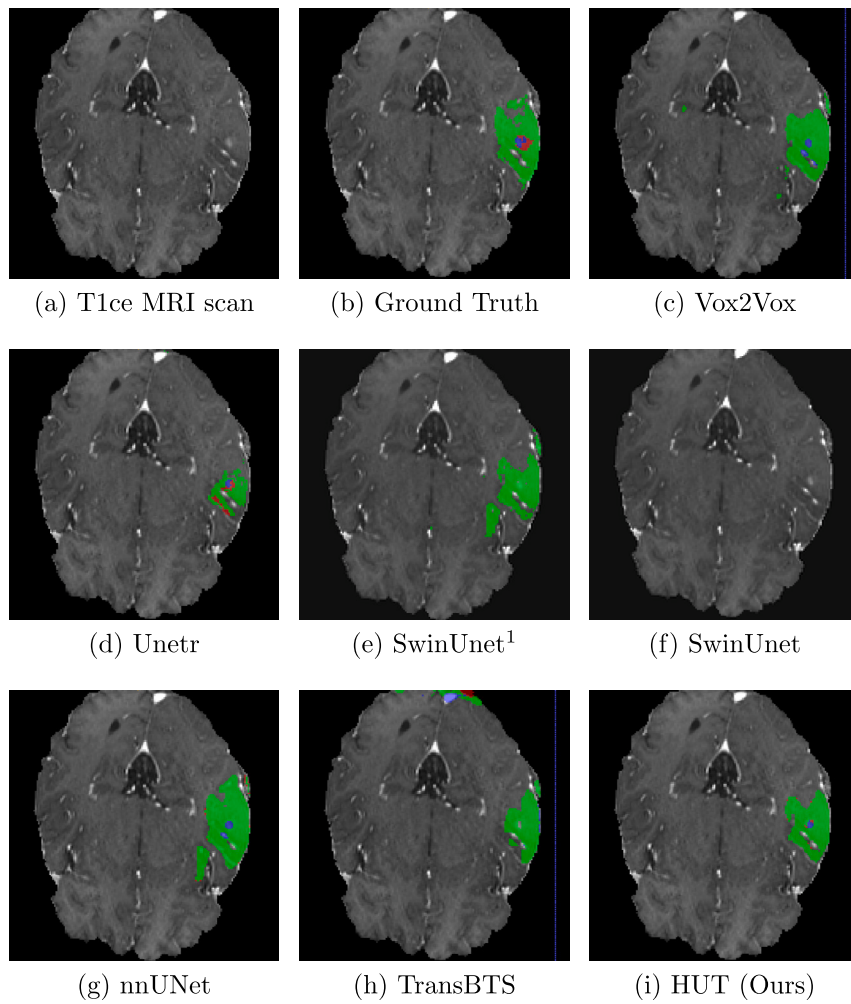 (a) T1ce MRI scan
(b) Ground Truth
(c) Vox2Vox
(d) Unetr
(e) SwinUnet¹
(f) SwinUnet
(g) nnUNet
(h) TransBTS
(i) HUT (Ours)